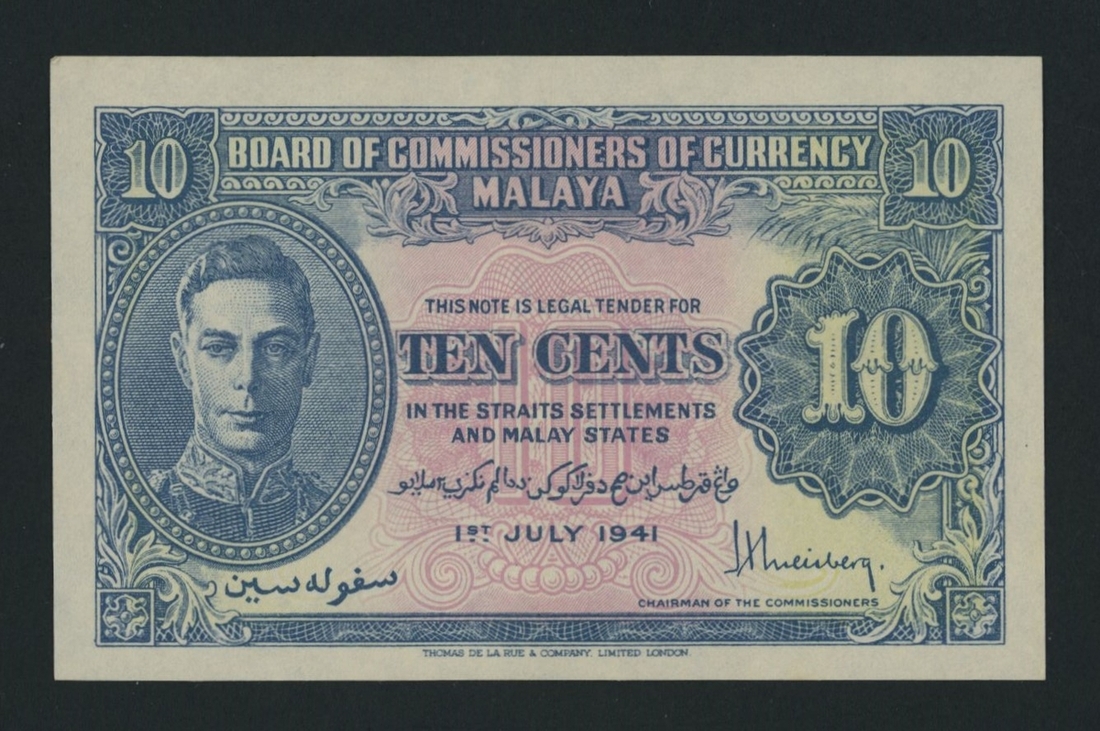 10
BOARD OF COMMISSIONERS OF CURRENCY
10
MALAYA
THIS NOTE IS LEGAL TENDER FOR
TEN CENTS
10
IN THE STRAITS SETTLEMENTS
AND MALAY STATES
1ST JULY 1941
سڤوله سين
CHAIRMAN OF THE COMMISSIONERS
THOMAS DE LA RUE & COMPANY, LIMITED LONDON.